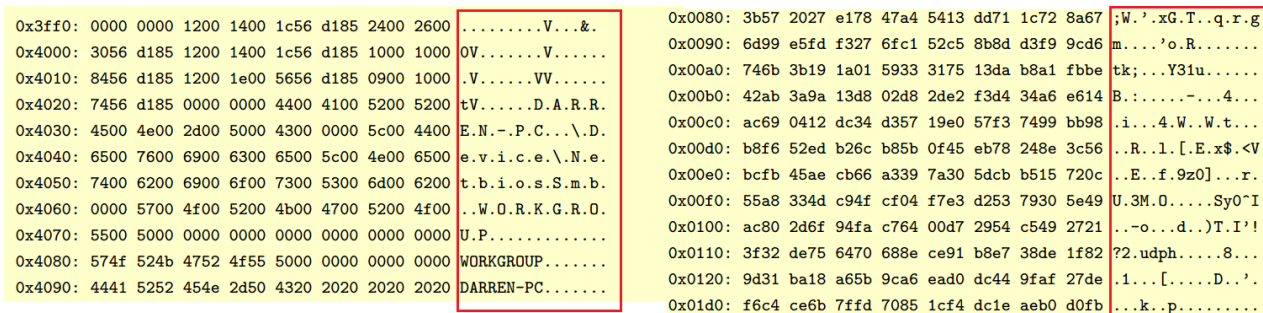 0x3ff0: 0000 0000 1200 1400 1c56 d185 2400 2600 .........V...&.
0x4000: 3056 d185 1200 1400 1c56 d185 1000 1000 0V.......V......
0x4010: 8456 d185 1200 1e00 5656 d185 0900 1000 .V......VV......
0x4020: 7456 d185 0000 0000 4400 4100 5200 5200 tV......D.A.R.R.
0x4030: 4500 4e00 2d00 5000 4300 0000 5c00 4400 E.N.-.P.C...\.D.
0x4040: 6500 7600 6900 6300 6500 5c00 4e00 6500 e.v.i.c.e.\.N.e.
0x4050: 7400 6200 6900 6f00 7300 5300 6d00 6200 t.b.i.o.s.S.m.b.
0x4060: 0000 5700 4f00 5200 4b00 4700 5200 4f00 ..W.O.R.K.G.R.O.
0x4070: 5500 5000 0000 0000 0000 0000 0000 0000 U.P.............
0x4080: 574f 524b 4752 4f55 5000 0000 0000 0000 WORKGROUP.......
0x4090: 4441 5252 454e 2d50 4320 2020 2020 2020 DARREN-PC.......
0x0080: 3b57 2027 e178 47a4 5413 dd71 1c72 8a67 ;W.'.xG.T..q.r.g
0x0090: 6d99 e5fd f327 6fc1 52c5 8b8d d3f9 9cd6 m....'o.R.......
0x00a0: 746b 3b19 1a01 5933 3175 13da b8a1 fbbe tk;...Y31u......
0x00b0: 42ab 3a9a 13d8 02d8 2de2 f3d4 34a6 e614 B.:.....-...4...
0x00c0: ac69 0412 dc34 d357 19e0 57f3 7499 bb98 .i...4.W..W.t...
0x00d0: b8f6 52ed b26c b85b 0f45 eb78 248e 3c56 ..R..l.[.E.x$.<V
0x00e0: bcfb 45ae cb66 a339 7a30 5dcb b515 720c ..E..f.9z0]...r.
0x00f0: 55a8 334d c94f cf04 f7e3 d253 7930 5e49 U.3M.O.....Sy0^I
0x0100: ac80 2d6f 94fa c764 00d7 2954 c549 2721 ..-o...d..)T.I'!
0x0110: 3f32 de75 6470 688e ce91 b8e7 38de 1f82 ?2.udph.....8...
0x0120: 9d31 ba18 a65b 9ca6 ead0 dc44 9faf 27de .1...[.....D..'.
0x01d0: f6c4 ce6b 7ffd 7085 1cf4 dc1e aeb0 d0fb ...k..p.........